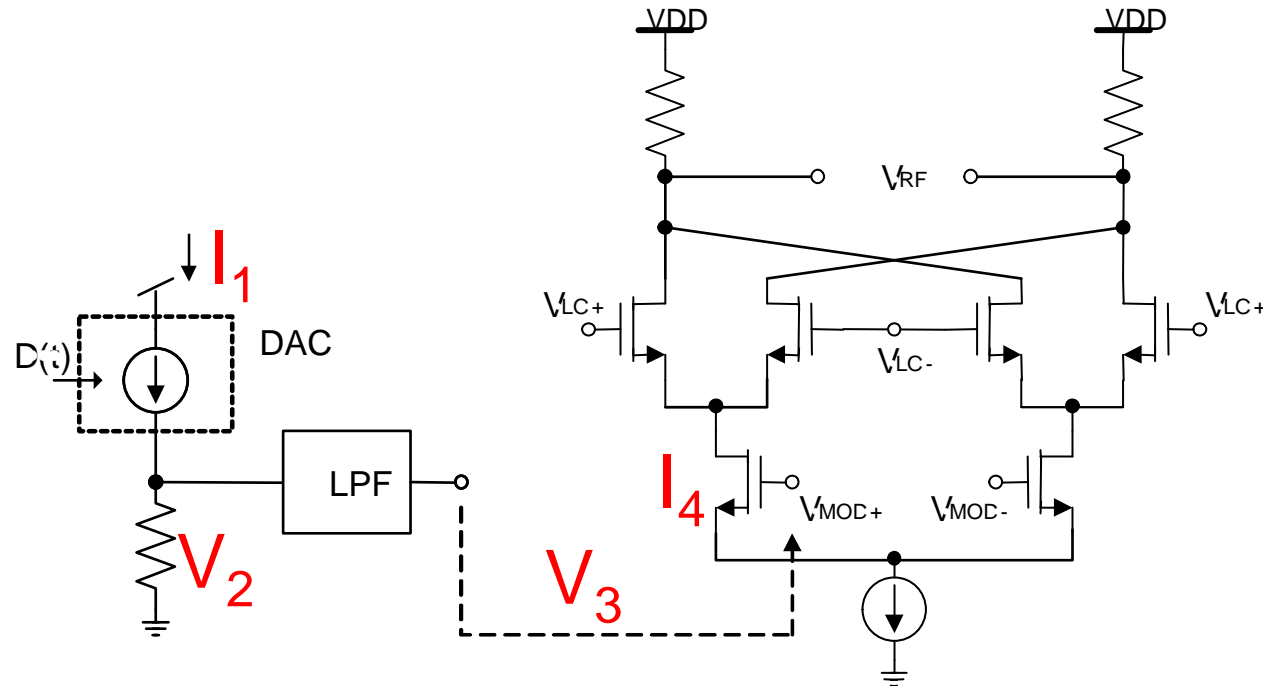 VDD
VDD
VRF
I1
VLC+
VLC-
VLC+
D(t)
DAC
LPF
I4
VMOD+
VMOD-
V2
V3